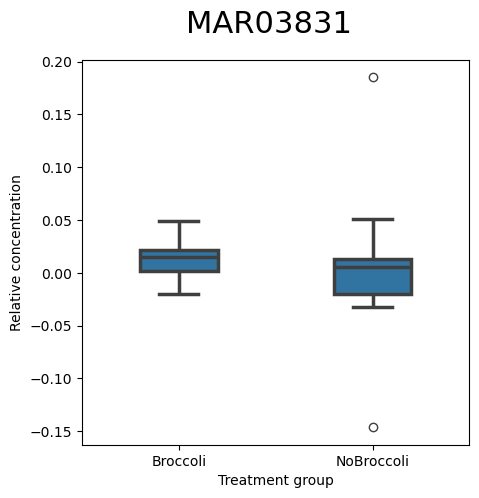 MAR03831
0.20
0.15
0.10
0.05
0.00
−0.05
−0.10
−0.15
Relative concentration
Broccoli
NoBroccoli
Treatment group